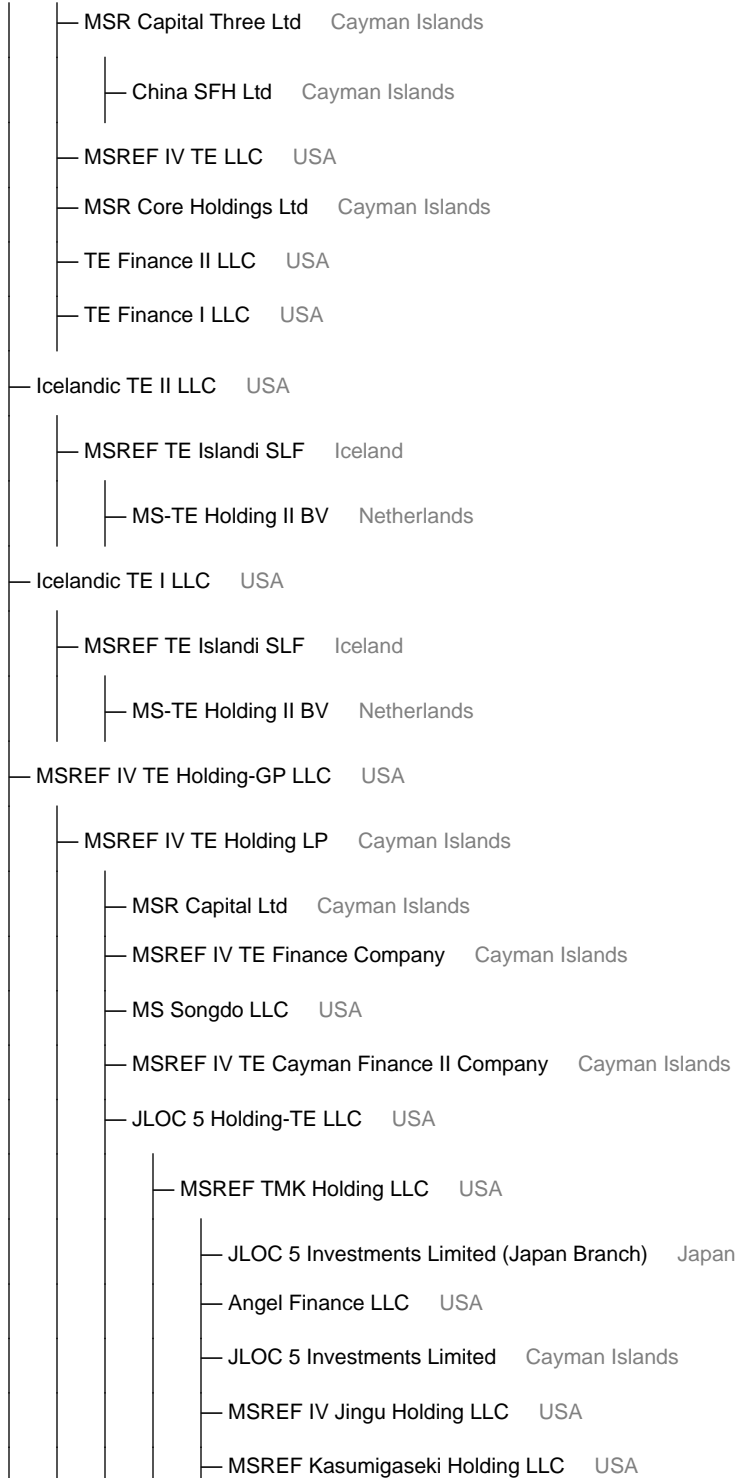 MSR Capital Three Ltd Cayman Islands
China SFH Ltd Cayman Islands
MSREF IV TE LLC USA
MSR Core Holdings Ltd Cayman Islands
TE Finance II LLC USA
TE Finance I LLC USA
Icelandic TE II LLC USA
MSREF TE Islandi SLF Iceland
MS-TE Holding II BV Netherlands
Icelandic TE I LLC USA
MSREF TE Islandi SLF Iceland
MS-TE Holding II BV Netherlands
MSREF IV TE Holding-GP LLC USA
MSREF IV TE Holding LP Cayman Islands
MSR Capital Ltd Cayman Islands
MSREF IV TE Finance Company Cayman Islands
MS Songdo LLC USA
MSREF IV TE Cayman Finance II Company Cayman Islands
JLOC 5 Holding-TE LLC USA
MSREF TMK Holding LLC USA
JLOC 5 Investments Limited (Japan Branch) Japan
Angel Finance LLC USA
JLOC 5 Investments Limited Cayman Islands
MSREF IV Jingu Holding LLC USA
MSREF Kasumigaseki Holding LLC USA